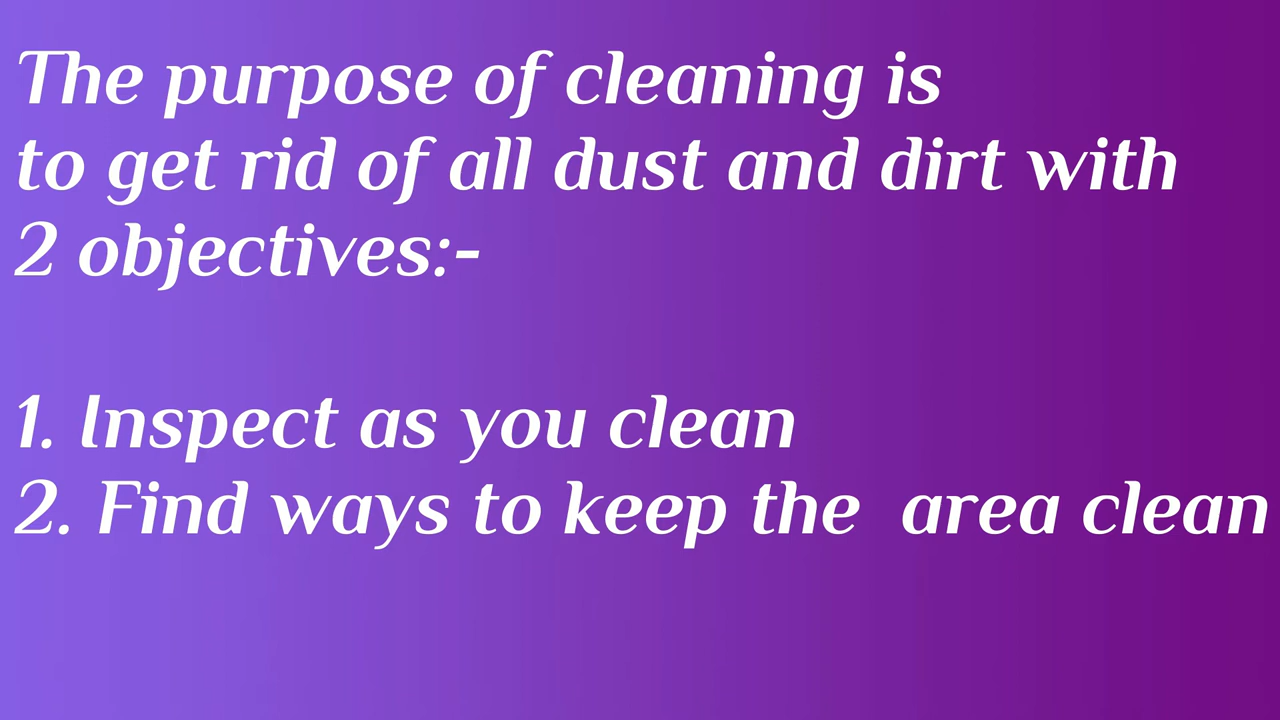 The purpose of cleaning is
to get rid of all dust and dirt with
2 objectives:-
1. Inspect as you clean
2. Find ways to keep the  area clean